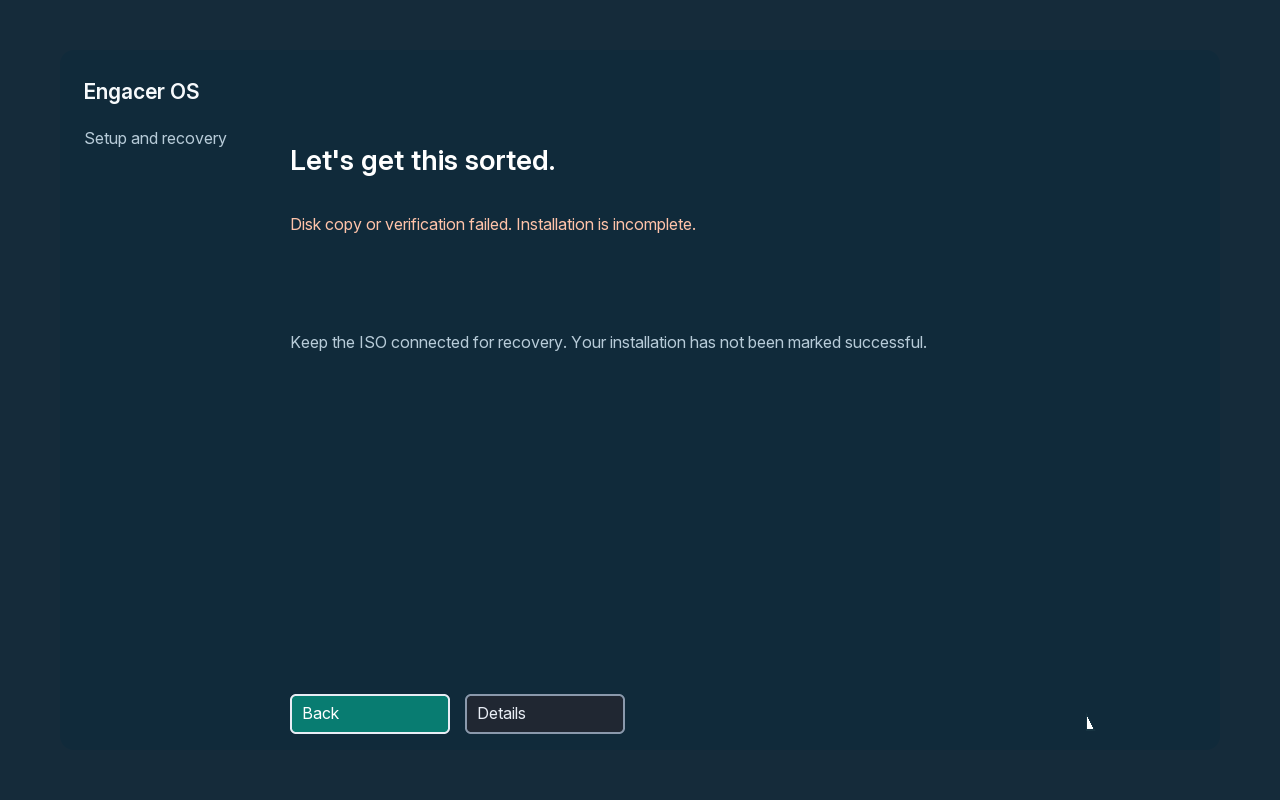 Engacer OS
Setup and recovery
Let's get this sorted.
Disk copy or verification failed. Installation is incomplete.
Keep the ISO connected for recovery. Your installation has not been marked successful.
Back
Details